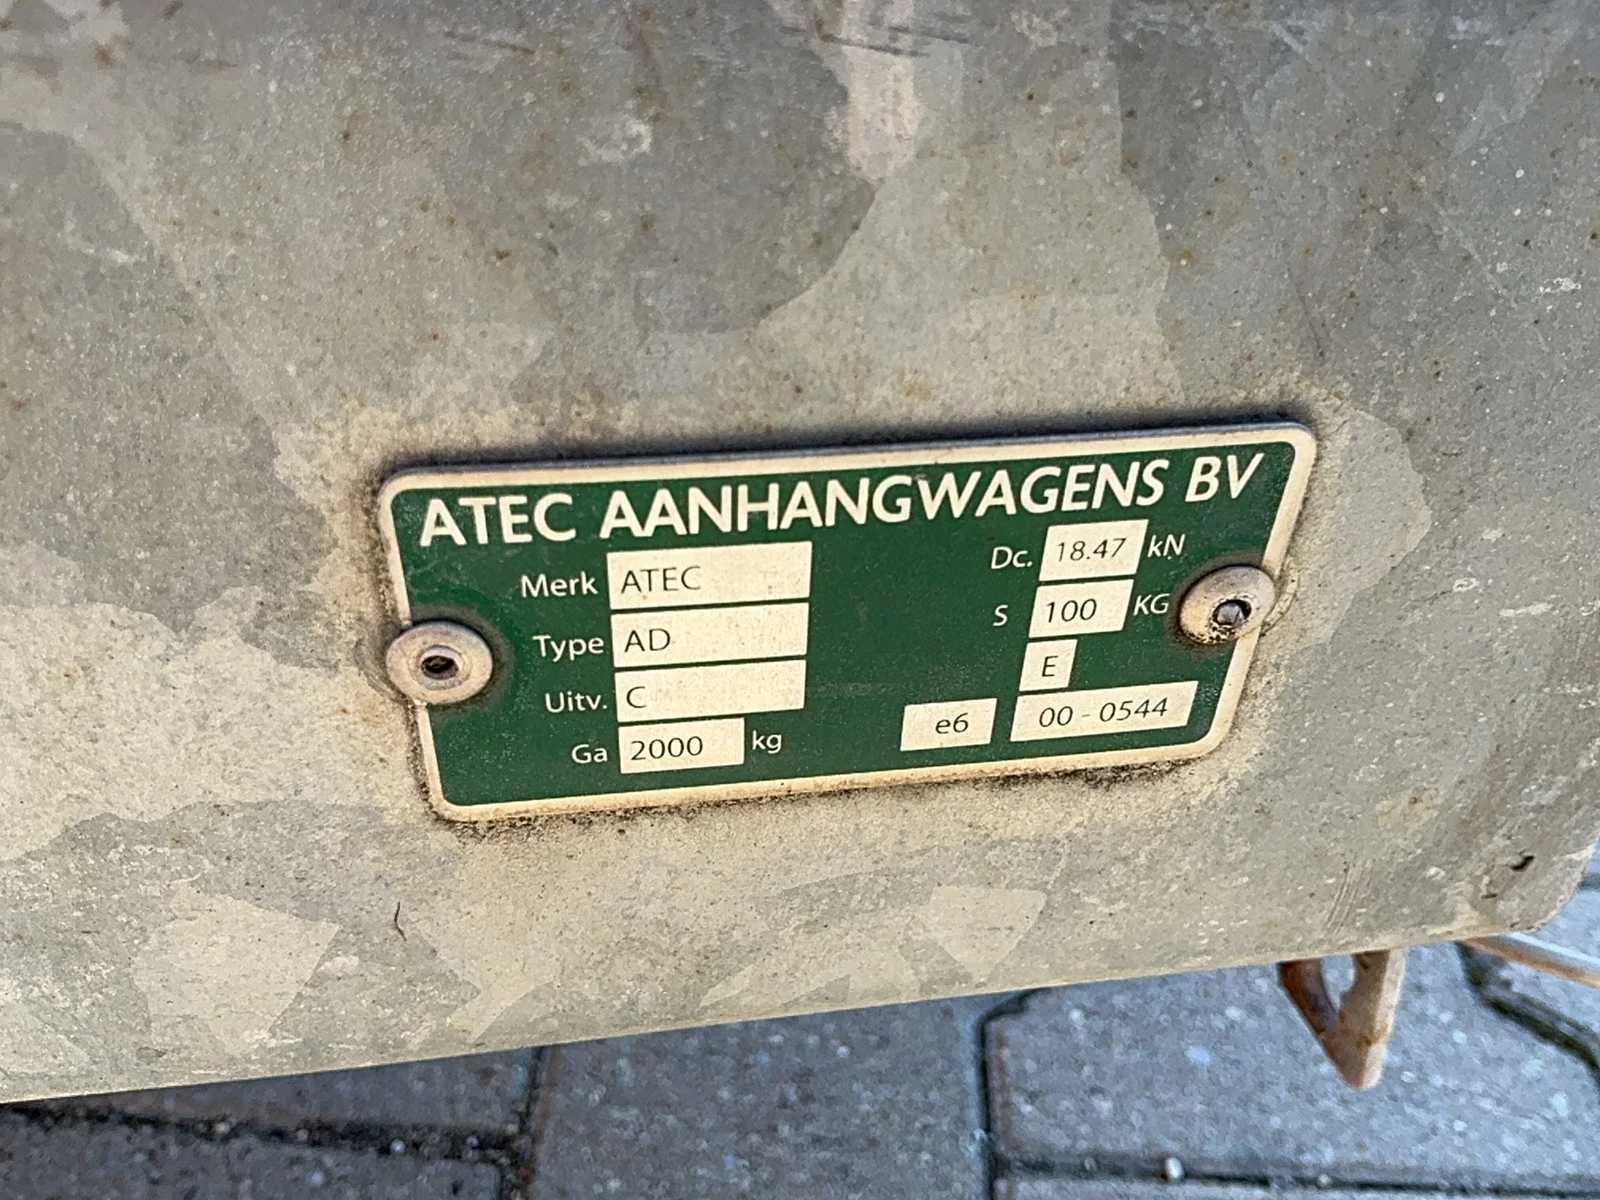 ATEC AANHANGWAGENS BV
Merk ATEC Dc. 18.47 kN
Type AD S 100 KG
Uitv. C E
Ga 2000 kg e6 00 - 0544